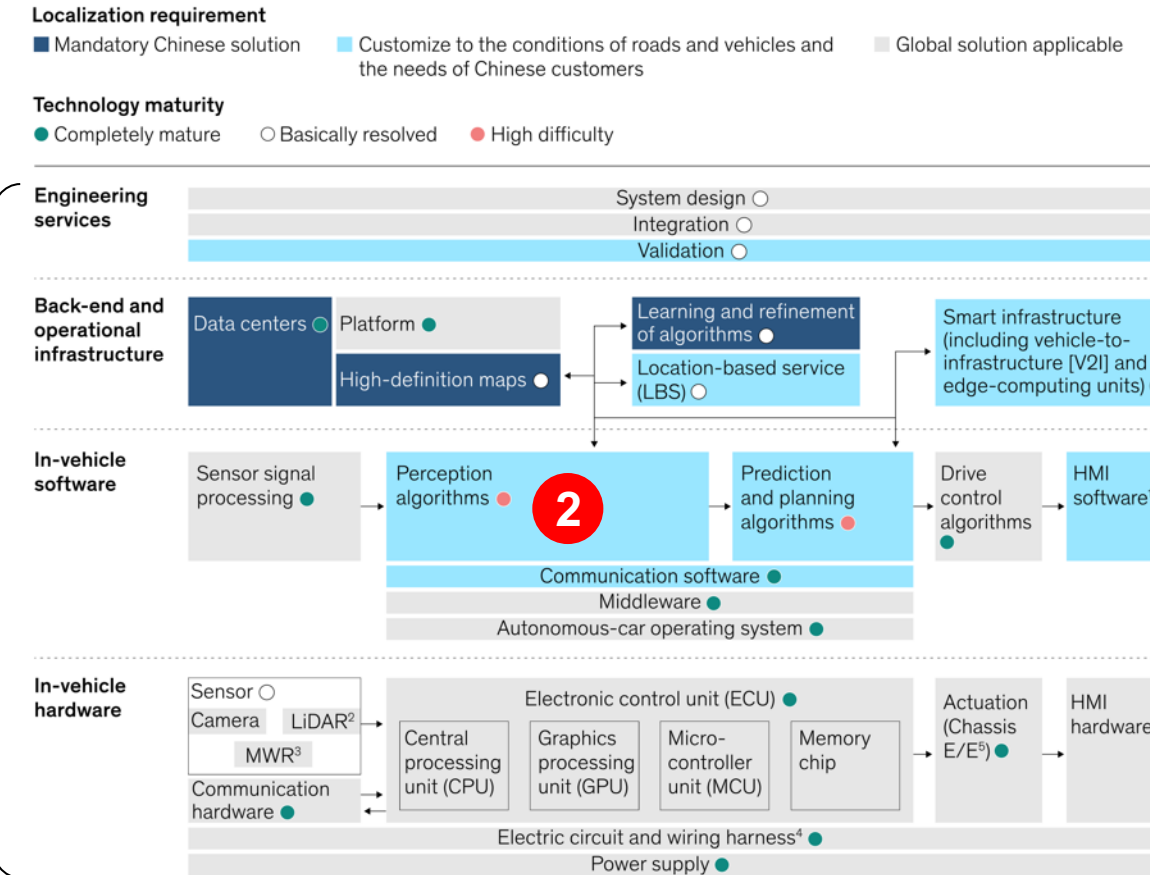 Localization requirement
Mandatory Chinese solution
Customize to the conditions of roads and vehicles and
the needs of Chinese customers
Global solution applicable
Technology maturity
Completely mature
Basically resolved
High difficulty
Engineering
services
System design
Integration
Validation
Back-end and
operational
infrastructure
Data centers
Platform
High-definition maps
Learning and refinement
of algorithms
Location-based service
(LBS)
Smart infrastructure
(including vehicle-to-
infrastructure [V2I] and
edge-computing units)
In-vehicle
software
Sensor signal
processing
Perception
algorithms
2
Prediction
and planning
algorithms
Drive
control
algorithms
HMI
software
Communication software
Middleware
Autonomous-car operating system
In-vehicle
hardware
Sensor
Camera
LiDAR²
MWR³
Communication
hardware
Electronic control unit (ECU)
Central
processing
unit (CPU)
Graphics
processing
unit (GPU)
Micro-
controller
unit (MCU)
Memory
chip
Actuation
(Chassis
E/E⁵)
HMI
hardware
Electric circuit and wiring harness⁴
Power supply